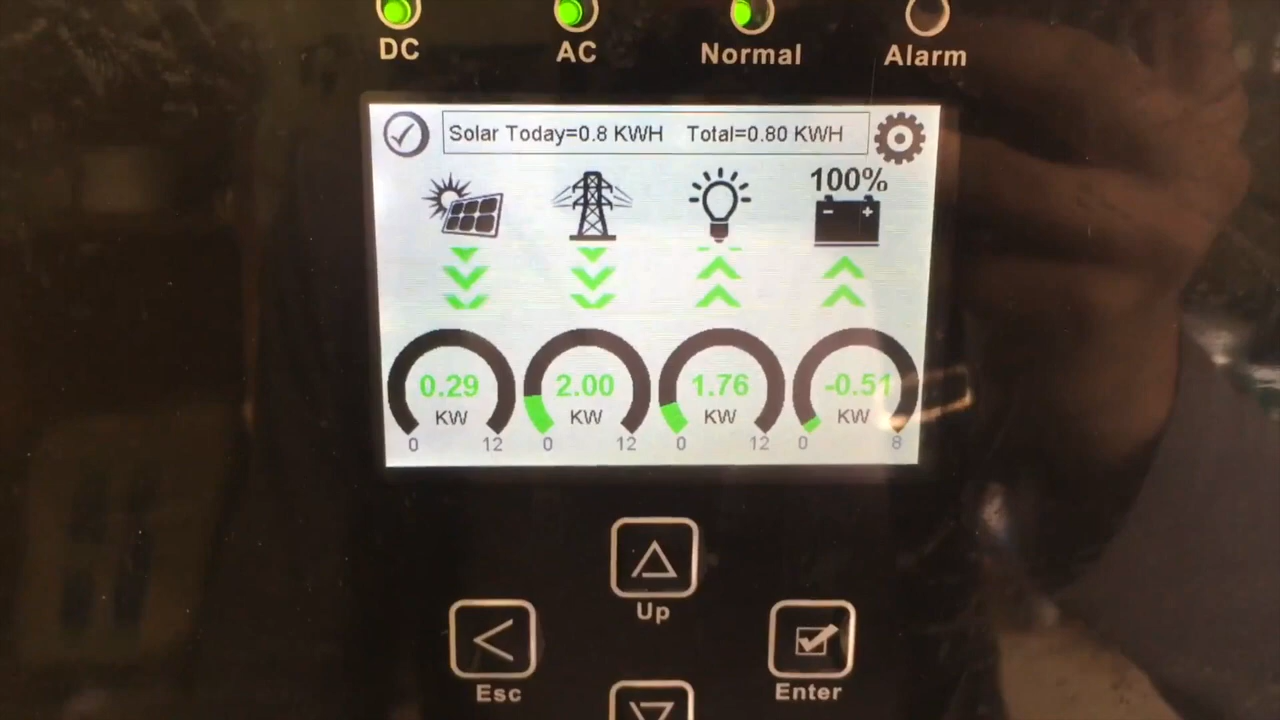 DC AC Normal Alarm
Solar Today=0.8 KWH Total=0.80 KWH
100%
0.29 2.00 1.76 -0.51
KW KW KW KW
0 12 0 12 0 12 0 8
Up
Esc Enter